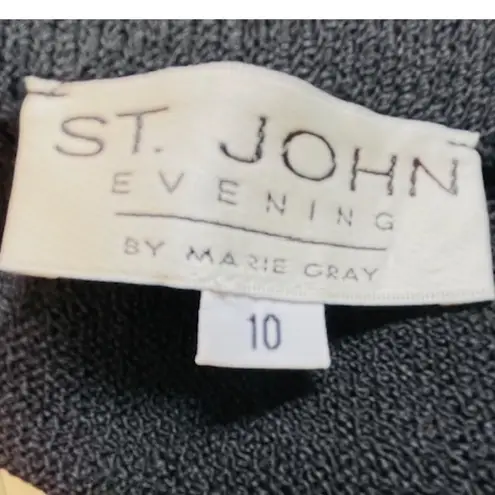 ST. JOHN
EVENING
BY MARIE GRAY
10